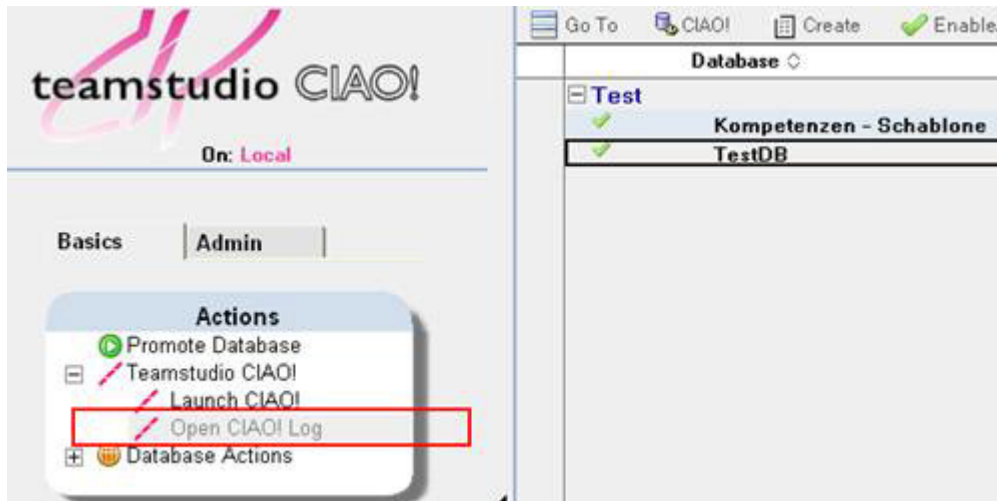 teamstudio CIAO!
On: Local
Basics Admin
Actions
Promote Database
Teamstudio CIAO!
Launch CIAO!
Open CIAO! Log
Database Actions
Go To CIAO! Create Enable
Database
Test
Kompetenzen - Schablone
TestDB